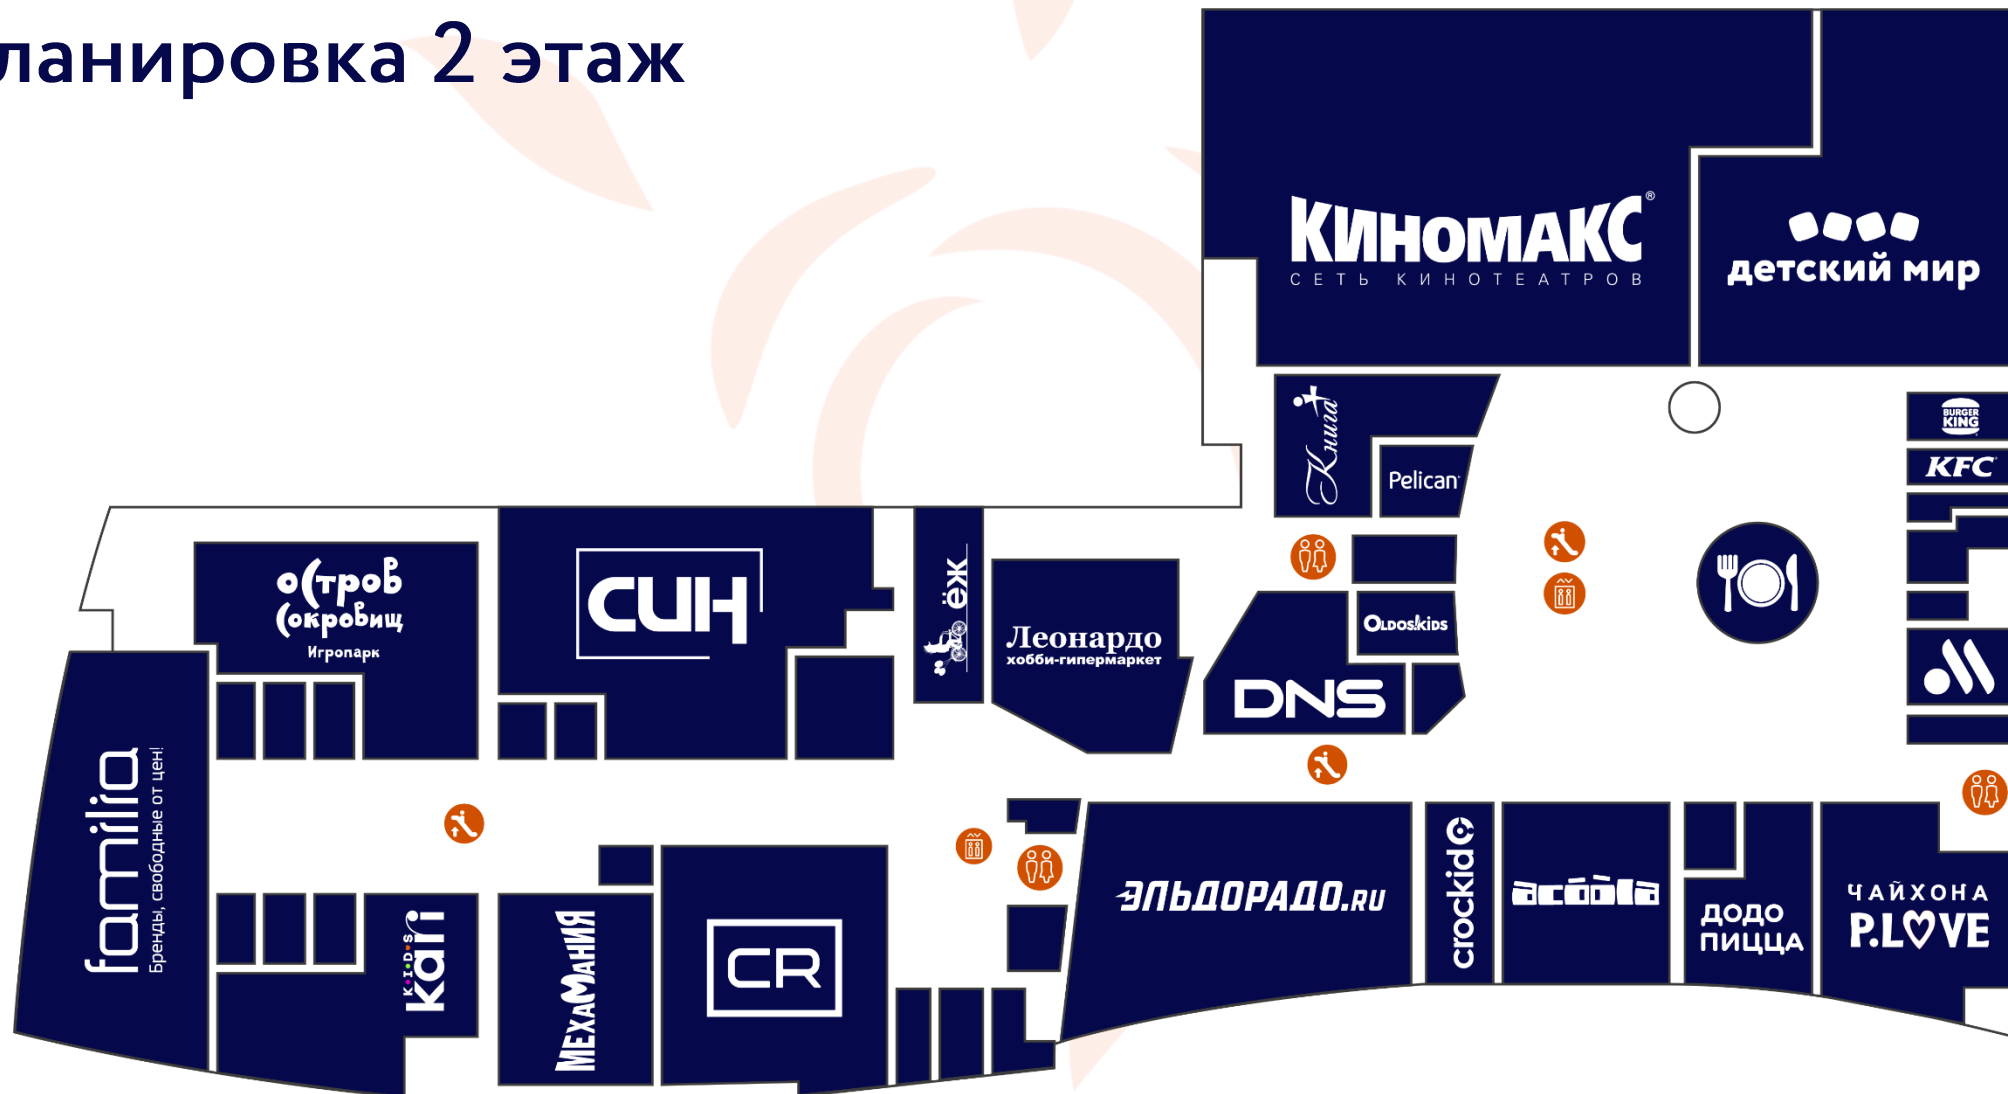 ланировка 2 этаж
КИНОМАКС®
СЕТЬ КИНОТЕАТРОВ
детский мир
Книга+
Pelican
BURGER
KING
KFC
остров
сокровищ
Игропарк
СИН
ёж
Леонардо
хобби-гипермаркет
OLDOS!KIDS
DNS
familia
Бренды, свободные от цен!
K•I•D•S
kari
МЕХАМАНИЯ
CR
ЭЛЬДОРАДО.RU
crockid
acoola
ДОДО
ПИЦЦА
ЧАЙХОНА
P.LOVE